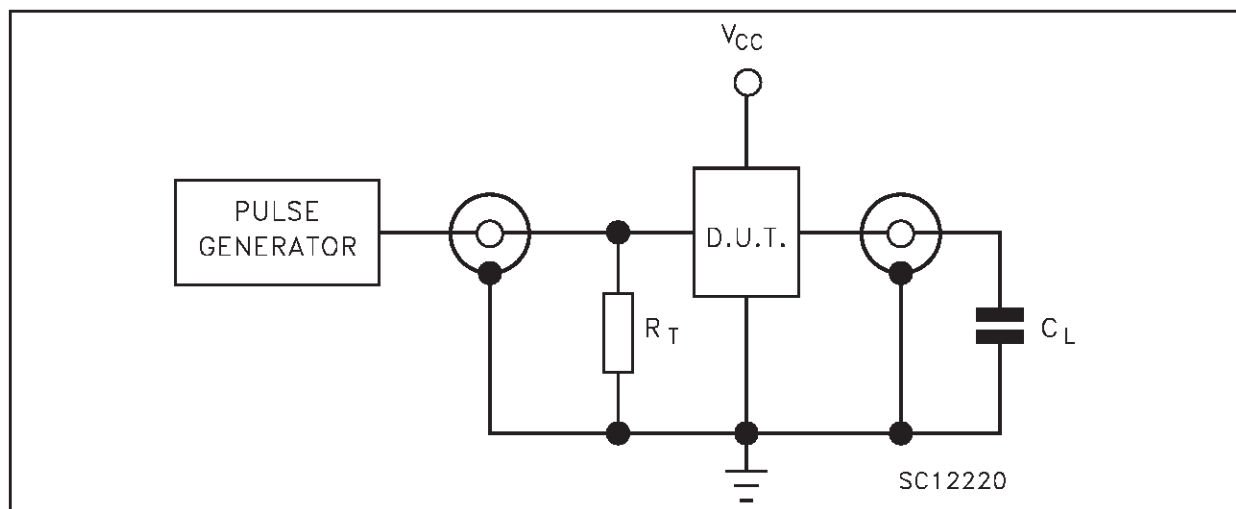 VCC
PULSE
GENERATOR
D.U.T.
RT
CL
SC12220